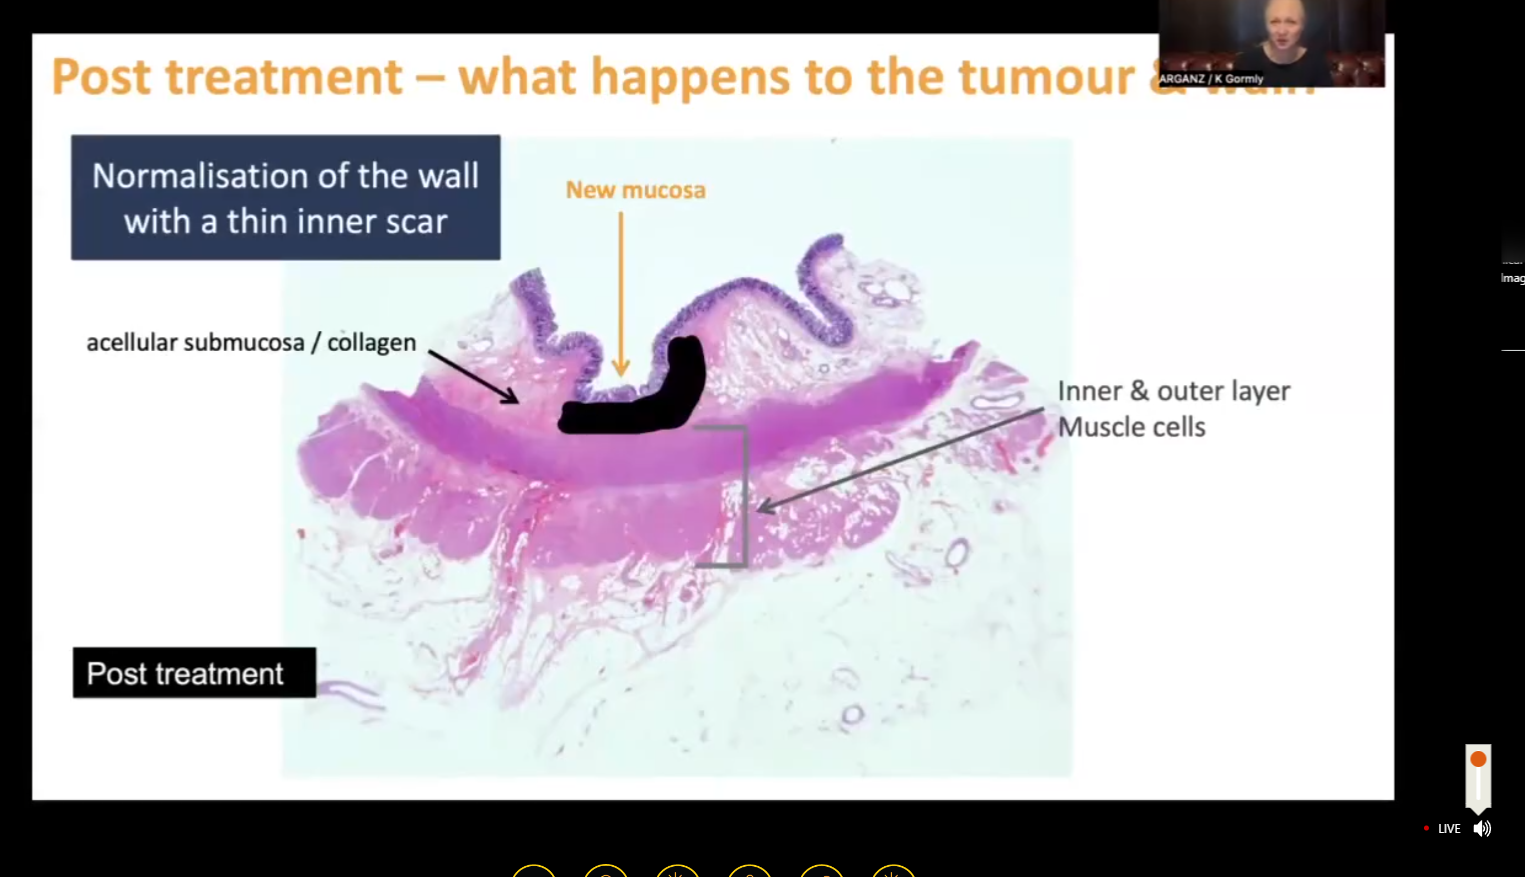 Post treatment – what happens to the tumour &
ARGANZ / K Gormly
Normalisation of the wall
with a thin inner scar
New mucosa
acellular submucosa / collagen
Inner & outer layer
Muscle cells
Post treatment
LIVE